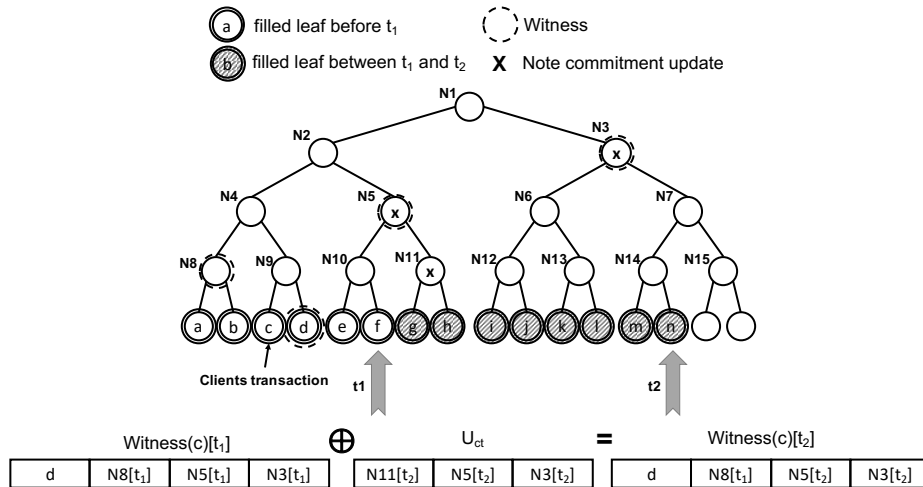 a filled leaf before t₁ Witness
b filled leaf between t₁ and t₂ x Note commitment update
N1
N2 N3
x
N4 N5 N6 N7
x
N8 N9 N10 N11 N12 N13 N14 N15
x
a b c d e f g h i j k l m n
Clients transaction t1 t2
Witness(c)[t₁] ⊕ U_ct = Witness(c)[t₂]
d N8[t₁] N5[t₁] N3[t₁] N11[t₂] N5[t₂] N3[t₂] d N8[t₁] N5[t₂] N3[t₂]